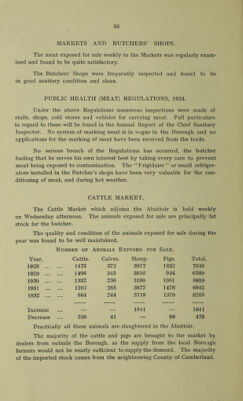 86
MARKETS AND BUTCHERS' SHOPS.
The meat exposed for sale weekly in the Markets was regularly exam-
ined and found to be quite satisfactory.
The Butchers' Shops were frequently inspected and found to be
in good sanitary condition and clean.
PUBLIC HEALTH (MEAT) REGULATIONS, 1924.
Under the above Regulations numerous inspections were made of
stalls, shops, cold stores and vehicles for carrying meat. Full particulars
in regard to these will be found in the Annual Report of the Chief Sanitary
Inspector. No system of marking meat is in vogue in the Borough and no
applications for the marking of meat have been received from the trade.
No serious breach of the Regulations has occurred, the butcher
finding that he serves his own interest best by taking every care to prevent
meat being exposed to contamination. The "Frigidaire" or small refriger-
ators installed in the Butcher's shops have been very valuable for the con-
ditioning of meat, and during hot weather.
CATTLE MARKET.
The Cattle Market which adjoins the Abattoir is held weekly
on Wednesday afternoon. The animals exposed for sale are principally fat
stock for the butcher.
The quality and condition of the animals exposed for sale during the
year was found to be well maintained.
NUMBER OF ANIMALS EXPOSED FOR SALE.
Year. Cattle. Calves. Sheep. Pigs. Total.
1928 ... ... 1476 372 3917 1852
1929 ... ... 1496 343 3816 934 6589
1930 ... ... 1332 236 3180 1061
1931 ... ... 1202 285 3877 1478 6842
1932 ... ... 864 244 5718 1379
Increase — — 1841 — 1841
Decrease ... 338 41 — 99 478
Practically all these animals are slaughtered in the Abattoir.
The majority of the cattle and pigs are brought to the market by
dealers from outside the Borough, as the supply from the local Borough
farmers would not be nearly sufficient to supply the demand. The majority
of the imported stock comes from the neighbouring County of Cumberland.